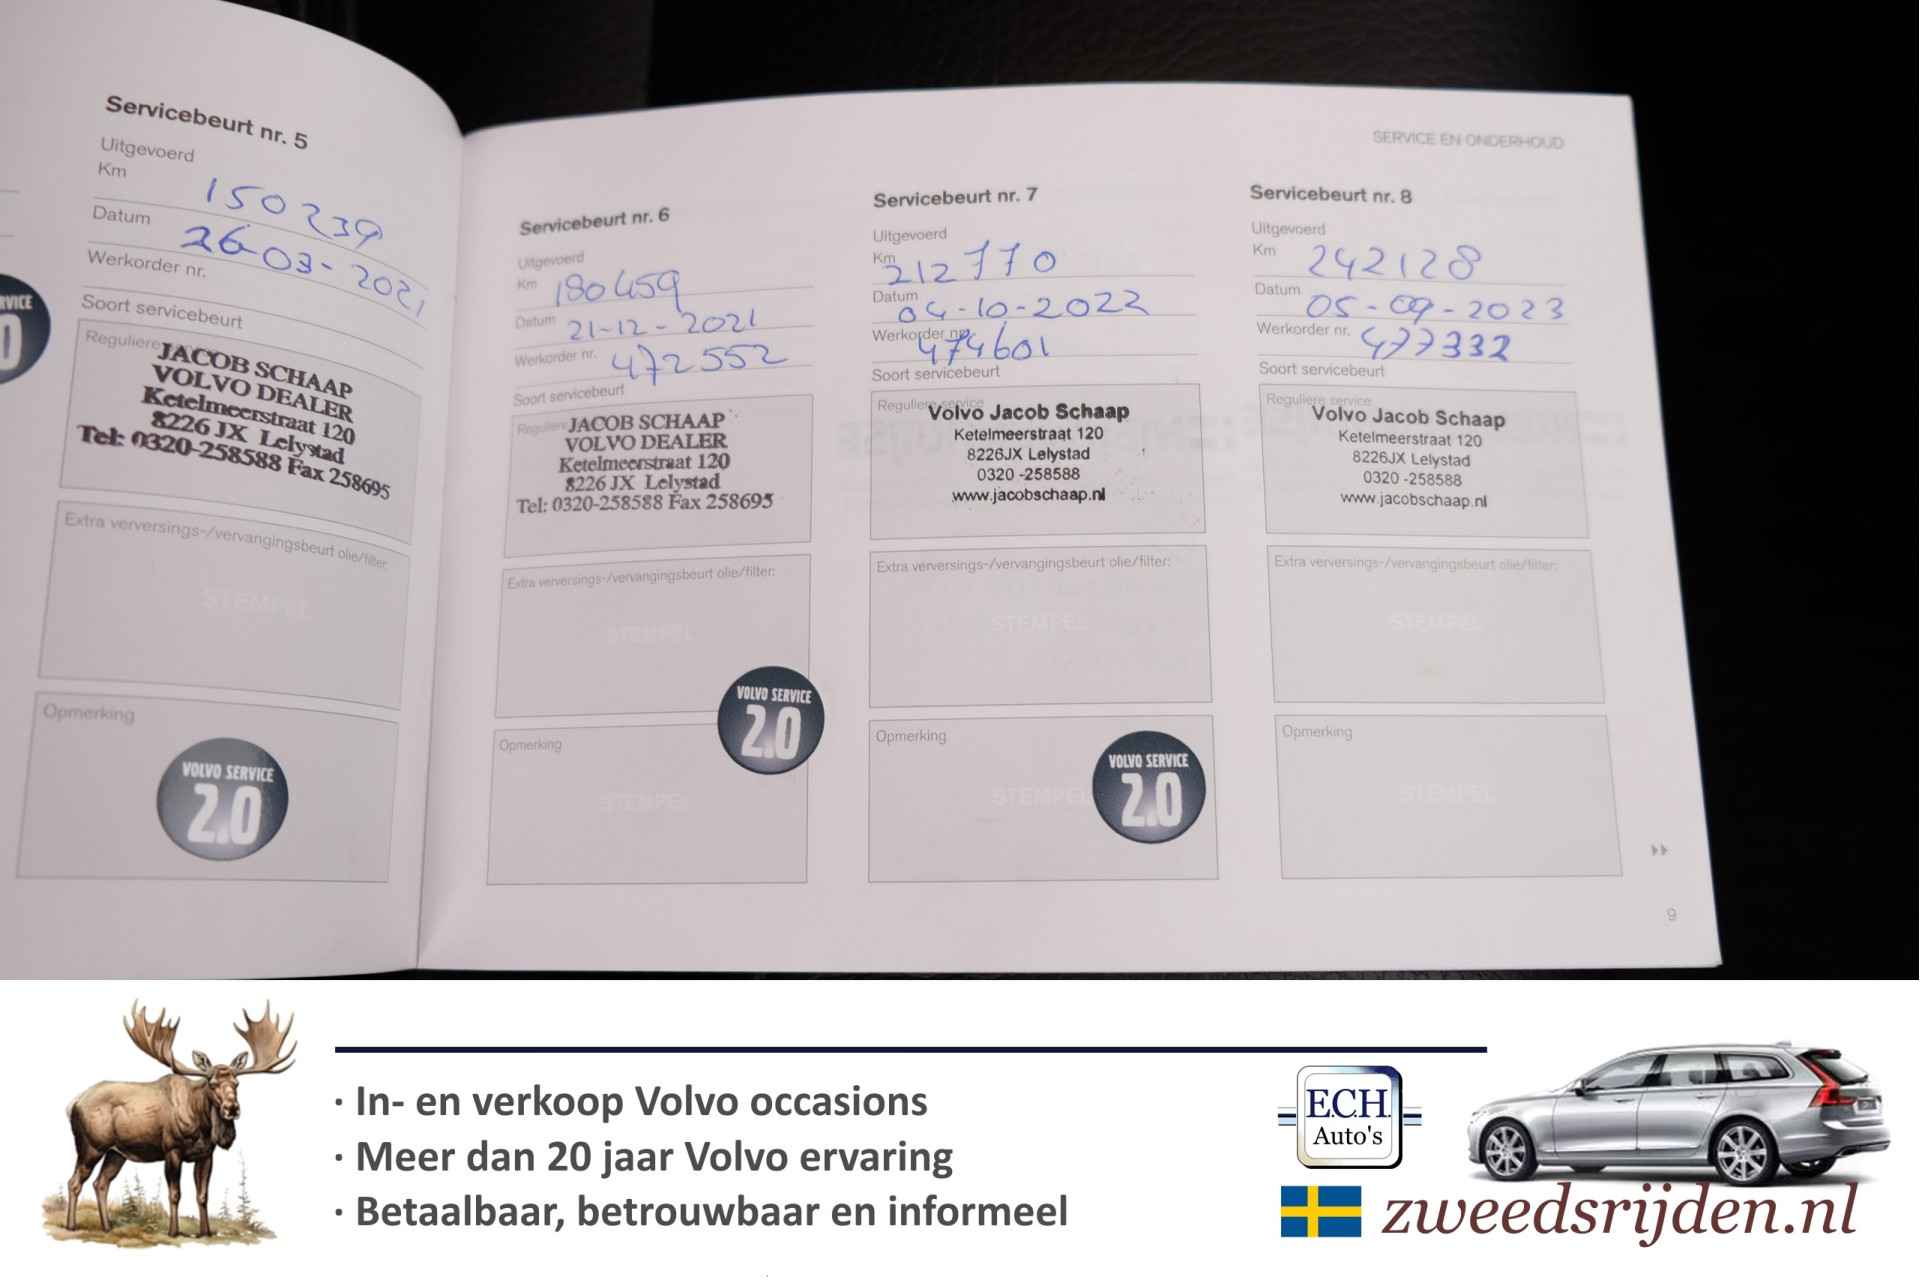 Servicebeurt nr. 5
Uitgevoerd
Km
150239
Datum
26-03-2021
Werkorder nr.
Soort servicebeurt
Reguliere
JACOB SCHAAP
VOLVO DEALER
Ketelmeerstraat 120
8226 JX Lelystad
Tel: 0320-258588 Fax 258695
Extra verversings-/vervangingsbeurt olie/filter:
STEMPEL
Opmerking
VOLVO SERVICE
2.0
SERVICE EN ONDERHOUD
Servicebeurt nr. 6
Uitgevoerd
Km 180459
Datum 21-12-2021
Werkorder nr. 472552
Soort servicebeurt
JACOB SCHAAP
VOLVO DEALER
Ketelmeerstraat 120
8226 JX Lelystad
Tel: 0320-258588 Fax 258695
Extra verversings-/vervangingsbeurt olie/filter:
STEMPEL
VOLVO SERVICE
2.0
Opmerking
STEMPEL
Servicebeurt nr. 7
Uitgevoerd
Km 212770
Datum 04-10-2022
Werkorder nr. 474601
Soort servicebeurt
Reguliere service
Volvo Jacob Schaap
Ketelmeerstraat 120
8226JX Lelystad
0320 -258588
www.jacobschaap.nl
Extra verversings-/vervangingsbeurt olie/filter:
STEMPEL
Opmerking
STEMPEL
VOLVO SERVICE
2.0
Servicebeurt nr. 8
Uitgevoerd
Km 242128
Datum 05-09-2023
Werkorder nr. 477332
Soort servicebeurt
Reguliere service
Volvo Jacob Schaap
Ketelmeerstraat 120
8226JX Lelystad
0320 -258588
www.jacobschaap.nl
Extra verversings-/vervangingsbeurt olie/filter:
STEMPEL
Opmerking
STEMPEL
9
· In- en verkoop Volvo occasions
· Meer dan 20 jaar Volvo ervaring
· Betaalbaar, betrouwbaar en informeel
E.C.H.
Auto's
zweedsrijden.nl